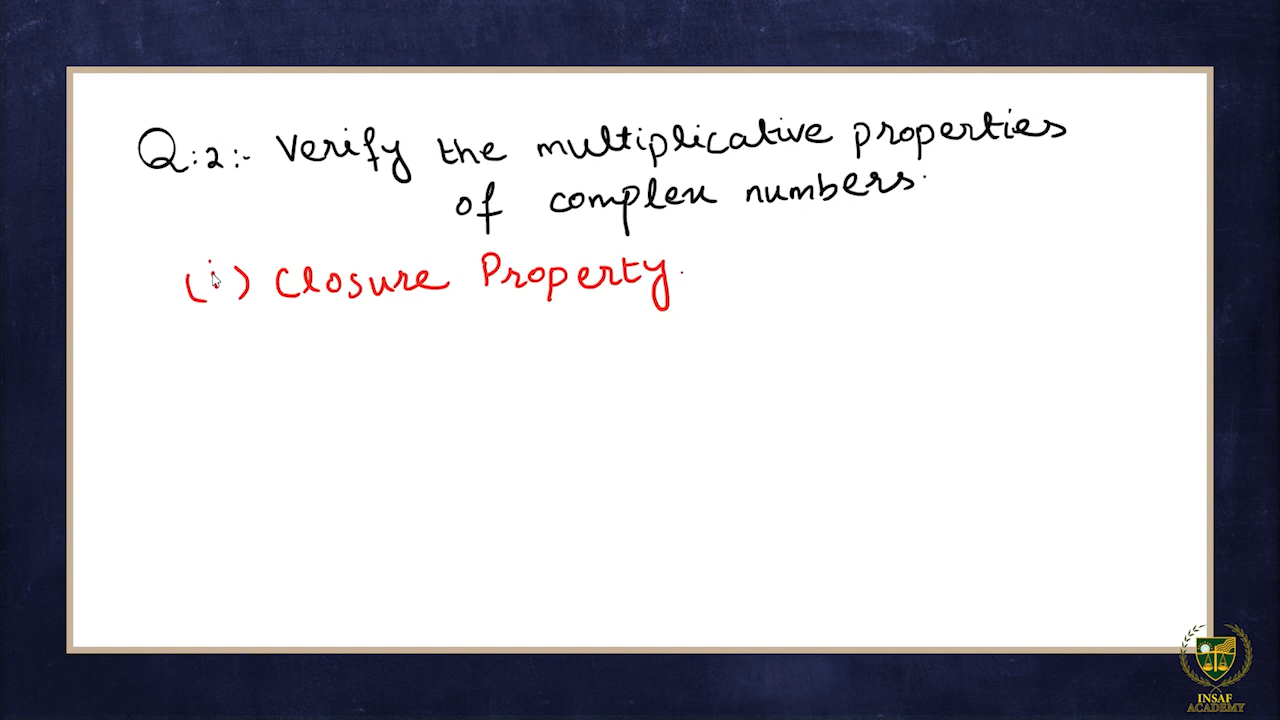 Q:2:- Verify the multiplicative properties
of complex numbers.
(i) Closure Property.
INSAF
ACADEMY